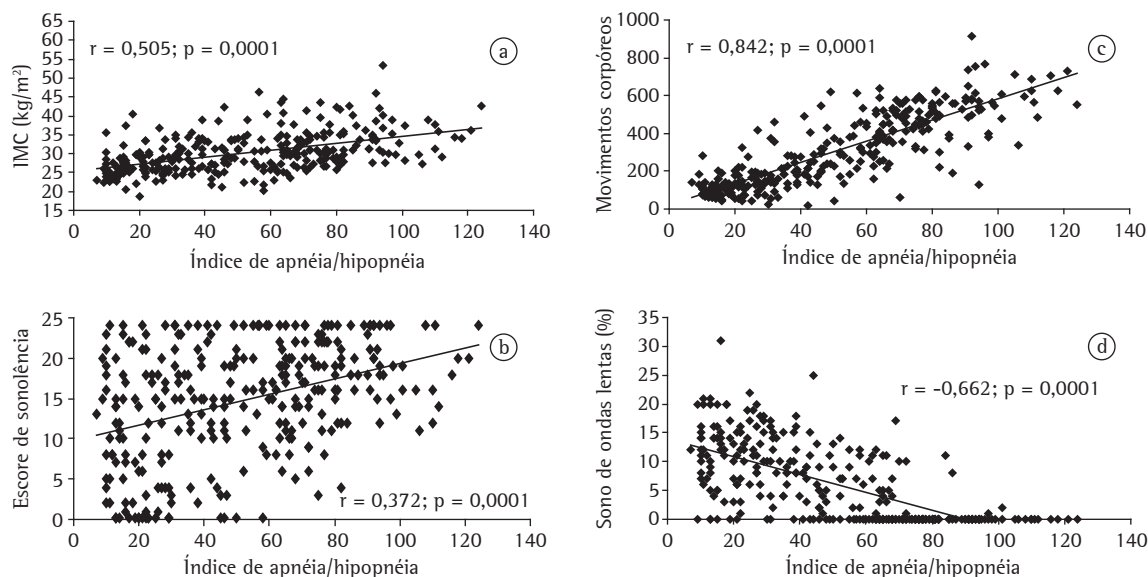 65
60
55
50
45
40
35
30
25
20
15
IMC (kg/m²)
r = 0,505; p = 0,0001
a
0 20 40 60 80 100 120 140
Índice de apnéia/hipopnéia
1000
800
600
400
200
0
Movimentos corpóreos
r = 0,842; p = 0,0001
c
0 20 40 60 80 100 120 140
Índice de apnéia/hipopnéia
25
20
15
10
5
0
Escore de sonolência
b
r = 0,372; p = 0,0001
0 20 40 60 80 100 120 140
Índice de apnéia/hipopnéia
35
30
25
20
15
10
5
0
Sono de ondas lentas (%)
d
r = -0,662; p = 0,0001
0 20 40 60 80 100 120 140
Índice de apnéia/hipopnéia